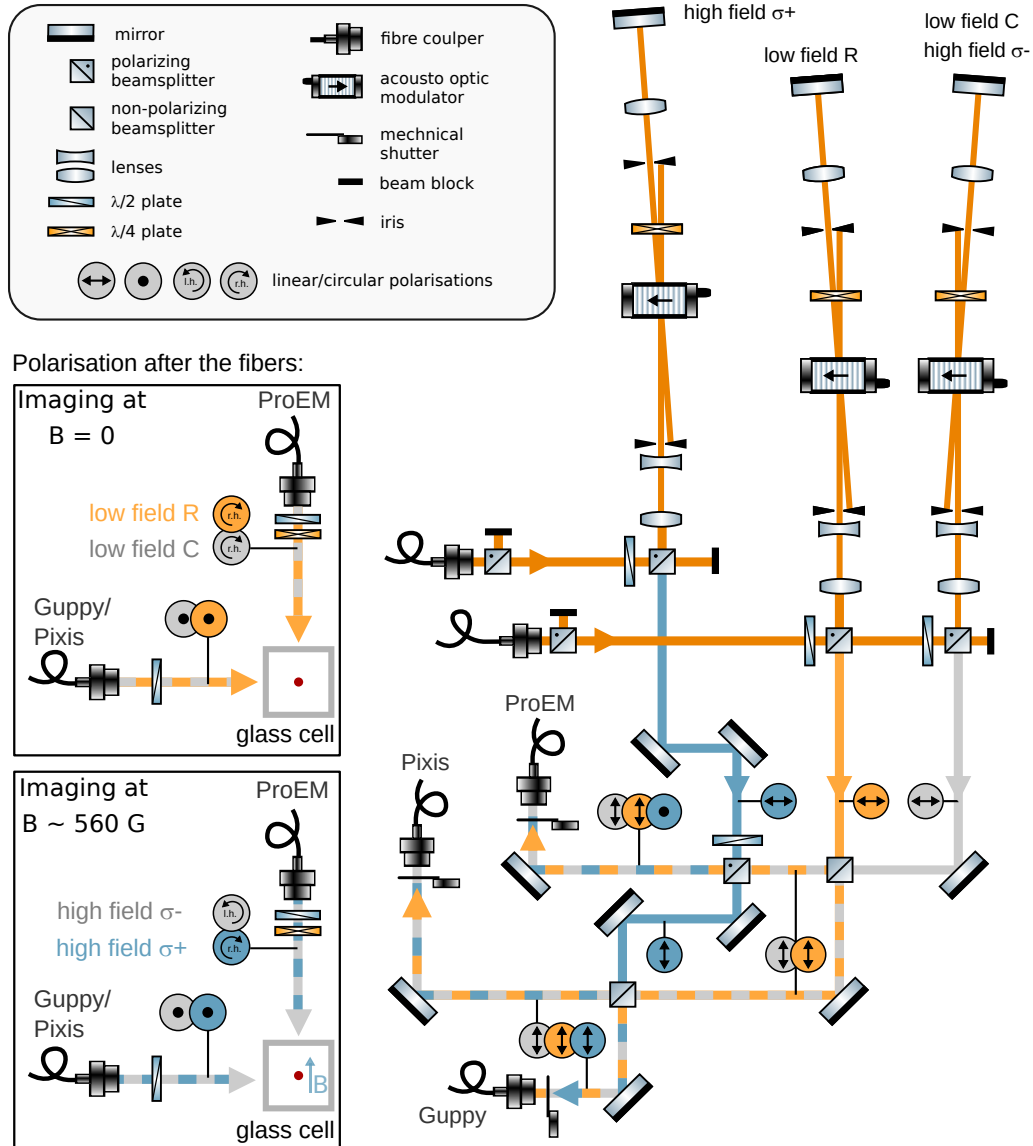 mirror
polarizing
beamsplitter
non-polarizing
beamsplitter
lenses
λ/2 plate
λ/4 plate
fibre coulper
acousto optic
modulator
mechnical
shutter
beam block
iris
l.h.
r.h.
linear/circular polarisations
high field σ+
low field R
low field C
high field σ-
Polarisation after the fibers:
Imaging at
B = 0
ProEM
low field R
r.h.
low field C
r.h.
Guppy/
Pixis
glass cell
Imaging at
B ~ 560 G
ProEM
high field σ-
l.h.
high field σ+
r.h.
Guppy/
Pixis
B
glass cell
ProEM
Pixis
Guppy